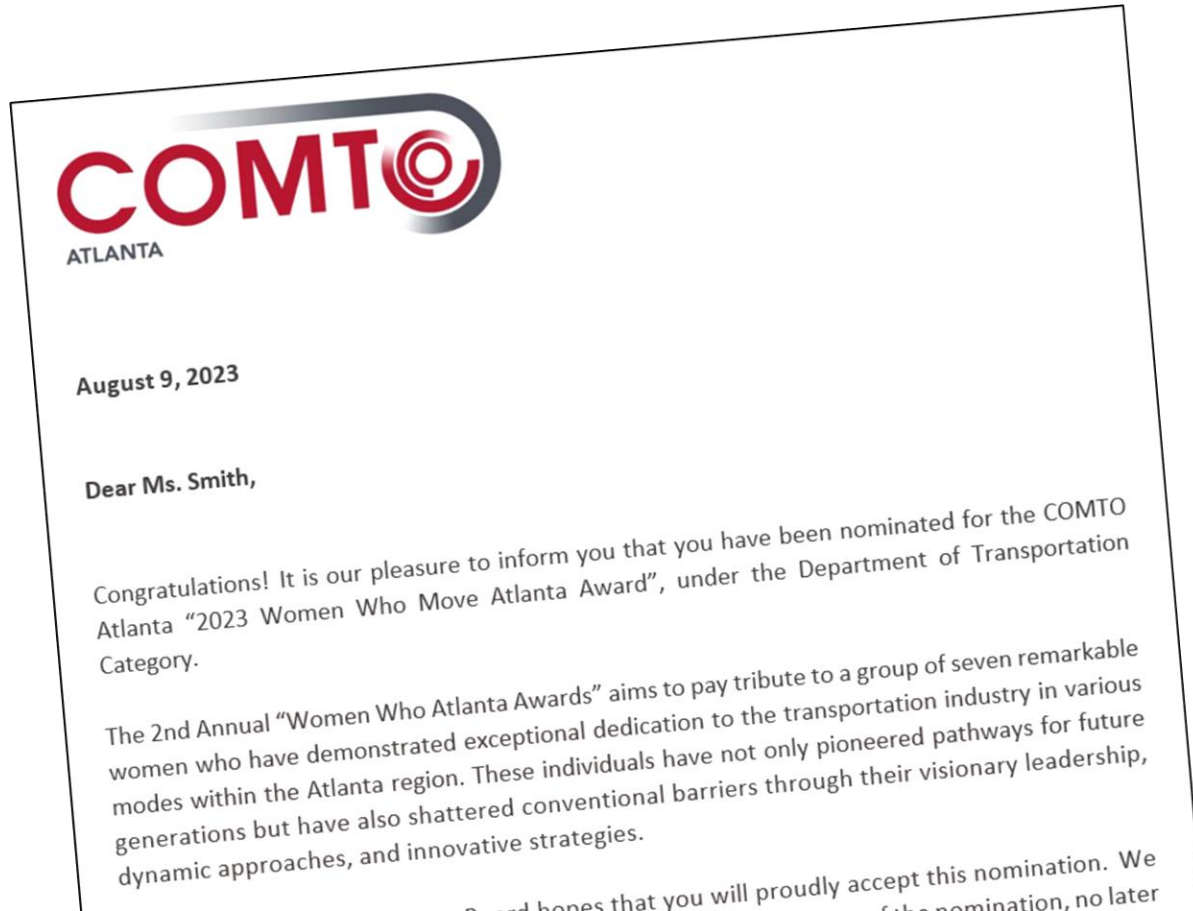 COMTO
ATLANTA
August 9, 2023
Dear Ms. Smith,
Congratulations! It is our pleasure to inform you that you have been nominated for the COMTO
Atlanta “2023 Women Who Move Atlanta Award”, under the Department of Transportation
Category.
The 2nd Annual “Women Who Atlanta Awards” aims to pay tribute to a group of seven remarkable
women who have demonstrated exceptional dedication to the transportation industry in various
modes within the Atlanta region. These individuals have not only pioneered pathways for future
generations but have also shattered conventional barriers through their visionary leadership,
dynamic approaches, and innovative strategies.
hopes that you will proudly accept this nomination. We
nomination, no later